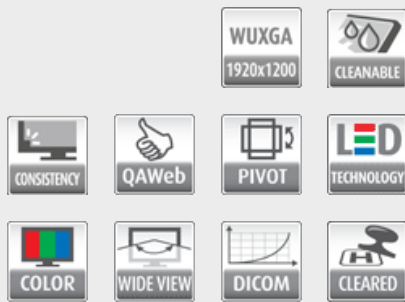 WUXGA
1920x1200
CLEANABLE
CONSISTENCY
QAWeb
PIVOT
LED
TECHNOLOGY
COLOR
WIDE VIEW
DICOM
CLEARED